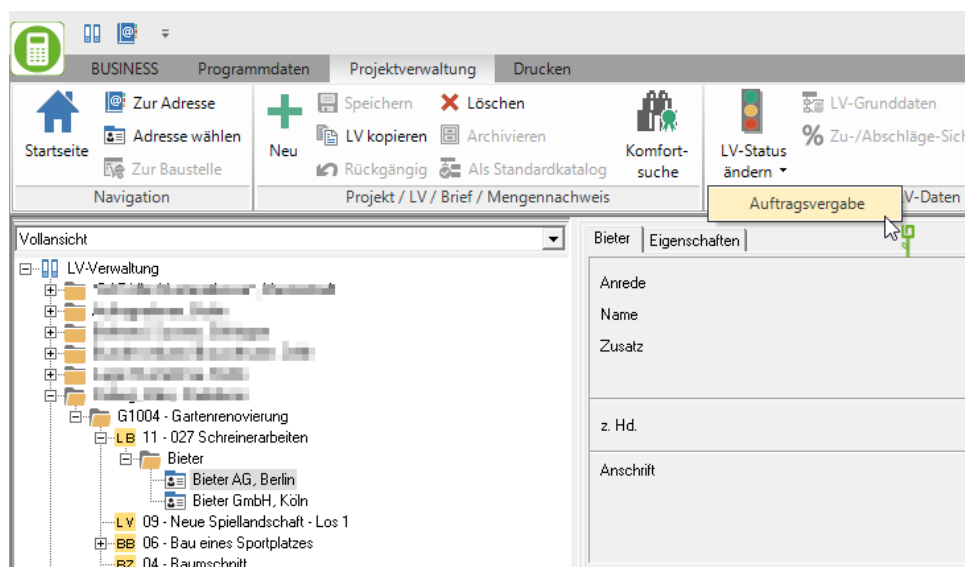 BUSINESS Programmdaten Projektverwaltung Drucken
Zur Adresse Speichern Löschen LV-Grunddaten
Adresse wählen LV kopieren Archivieren % Zu-/Abschläge-Sich
Startseite Neu Komfort- LV-Status
Zur Baustelle Rückgängig Als Standardkatalog suche ändern
Navigation Projekt / LV / Brief / Mengennachweis V-Daten
Auftragsvergabe
Vollansicht Bieter Eigenschaften
LV-Verwaltung
Anrede
Name
Zusatz
G1004 - Gartenrenovierung
z. Hd.
LB 11 - 027 Schreinerarbeiten
Bieter
Anschrift
Bieter AG, Berlin
Bieter GmbH, Köln
LV 09 - Neue Spiellandschaft - Los 1
BB 06 - Bau eines Sportplatzes
BZ 04 - Baumschnitt